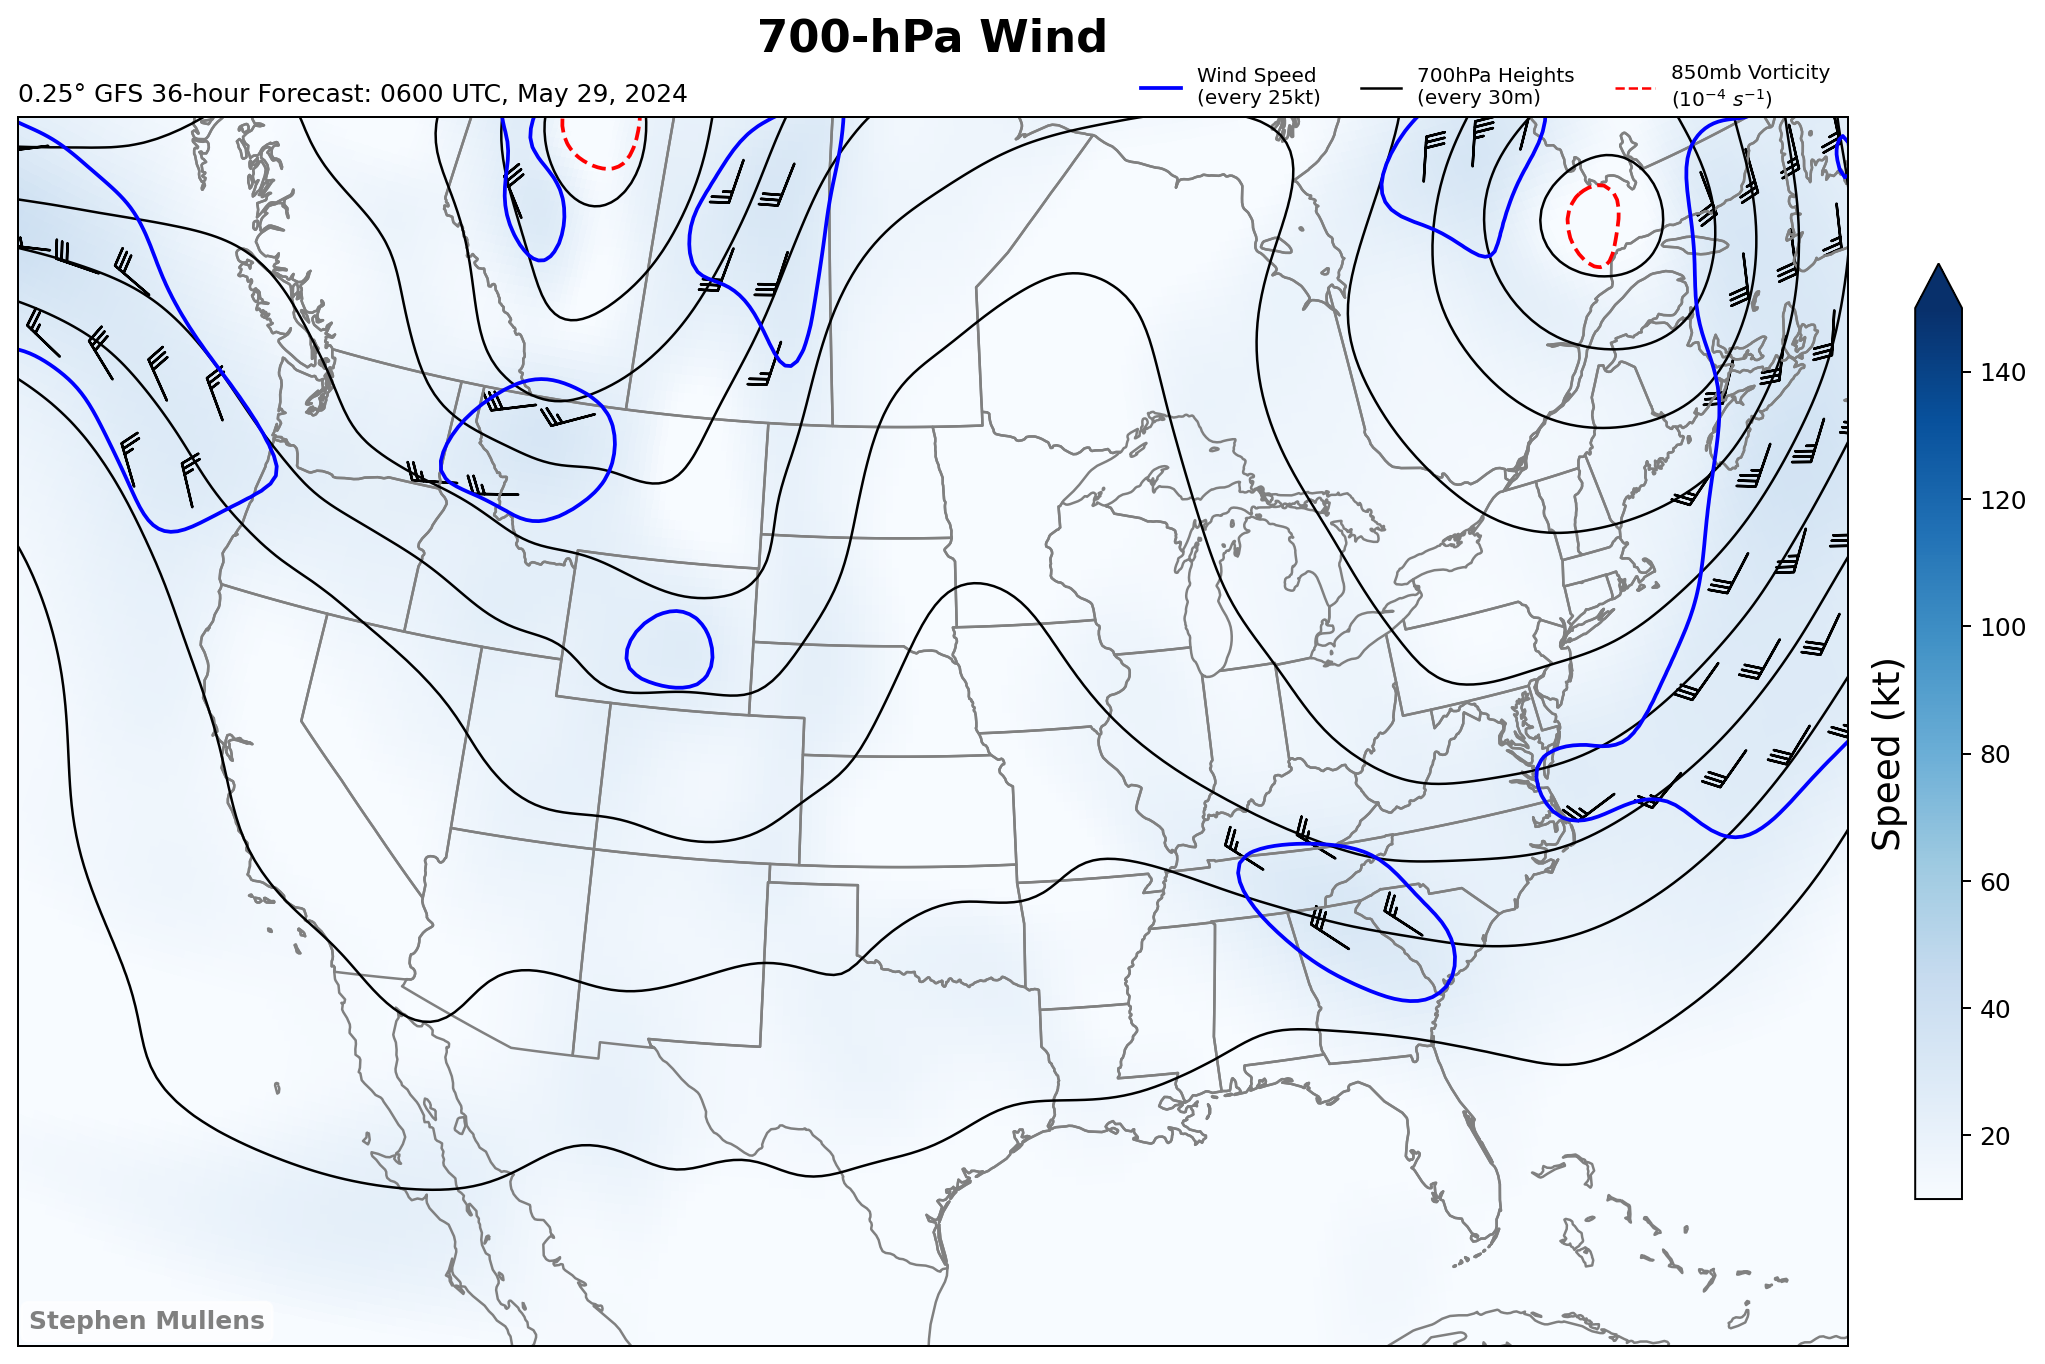 700-hPa Wind
0.25° GFS 36-hour Forecast: 0600 UTC, May 29, 2024
Wind Speed
(every 25kt)
700hPa Heights
(every 30m)
850mb Vorticity
(10⁻⁴ s⁻¹)
140
120
100
80
60
40
20
Speed (kt)
Stephen Mullens